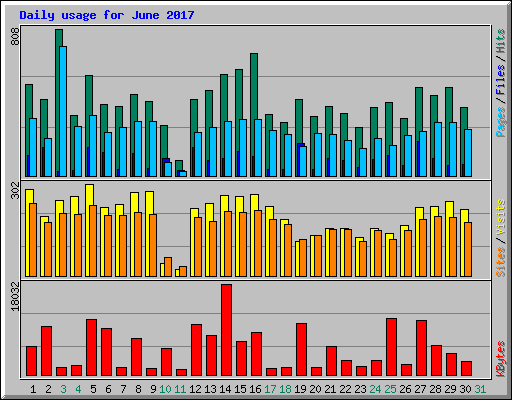 Daily usage for June 2017
808
Pages / Files / Hits
302
Sites / Visits
18032
KBytes
1 2 3 4 5 6 7 8 9 10 11 12 13 14 15 16 17 18 19 20 21 22 23 24 25 26 27 28 29 30 31